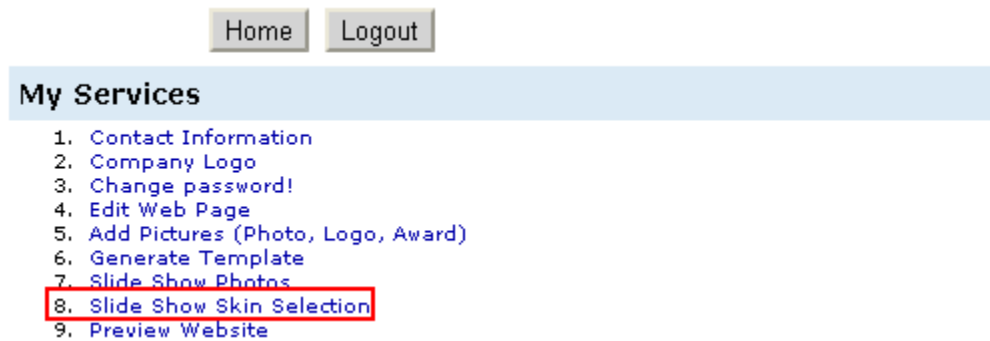 Home Logout
My Services
1. Contact Information
2. Company Logo
3. Change password!
4. Edit Web Page
5. Add Pictures (Photo, Logo, Award)
6. Generate Template
7. Slide Show Photos
8. Slide Show Skin Selection
9. Preview Website